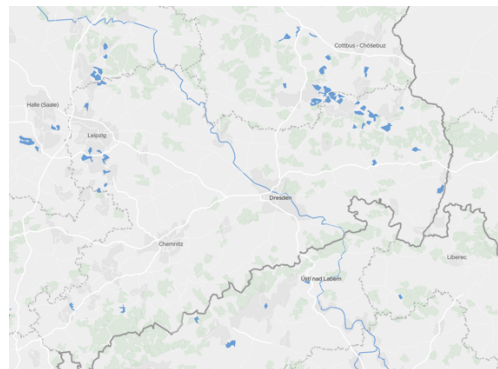 Cottbus - Chóśebuz
Halle (Saale)
Leipzig
Dresden
Chemnitz
Liberec
Ústí nad Labem